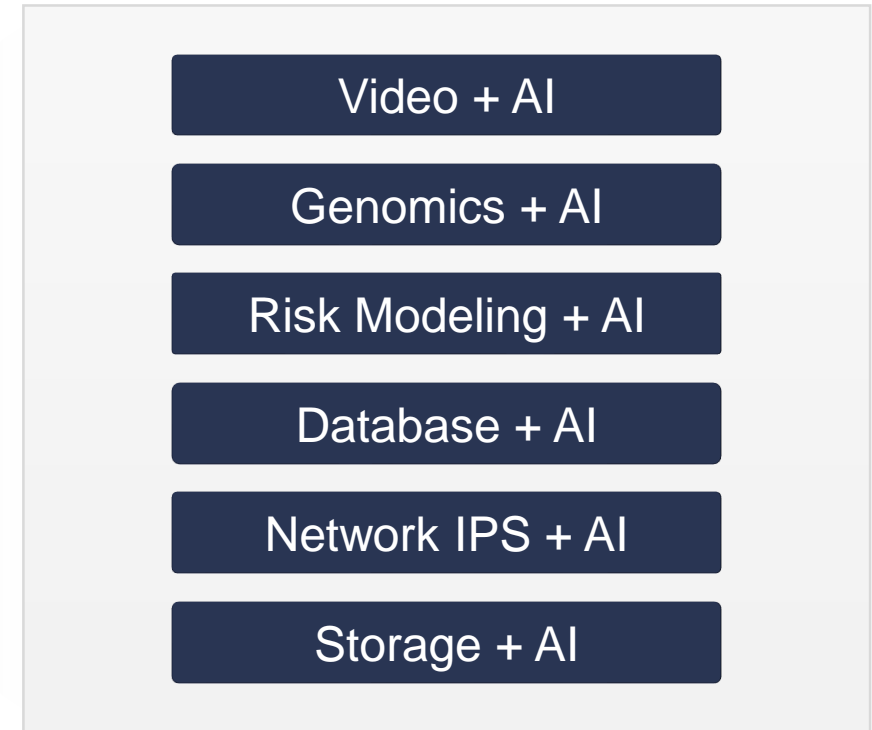 Video + AI
Genomics + AI
Risk Modeling + AI
Database + AI
Network IPS + AI
Storage + AI